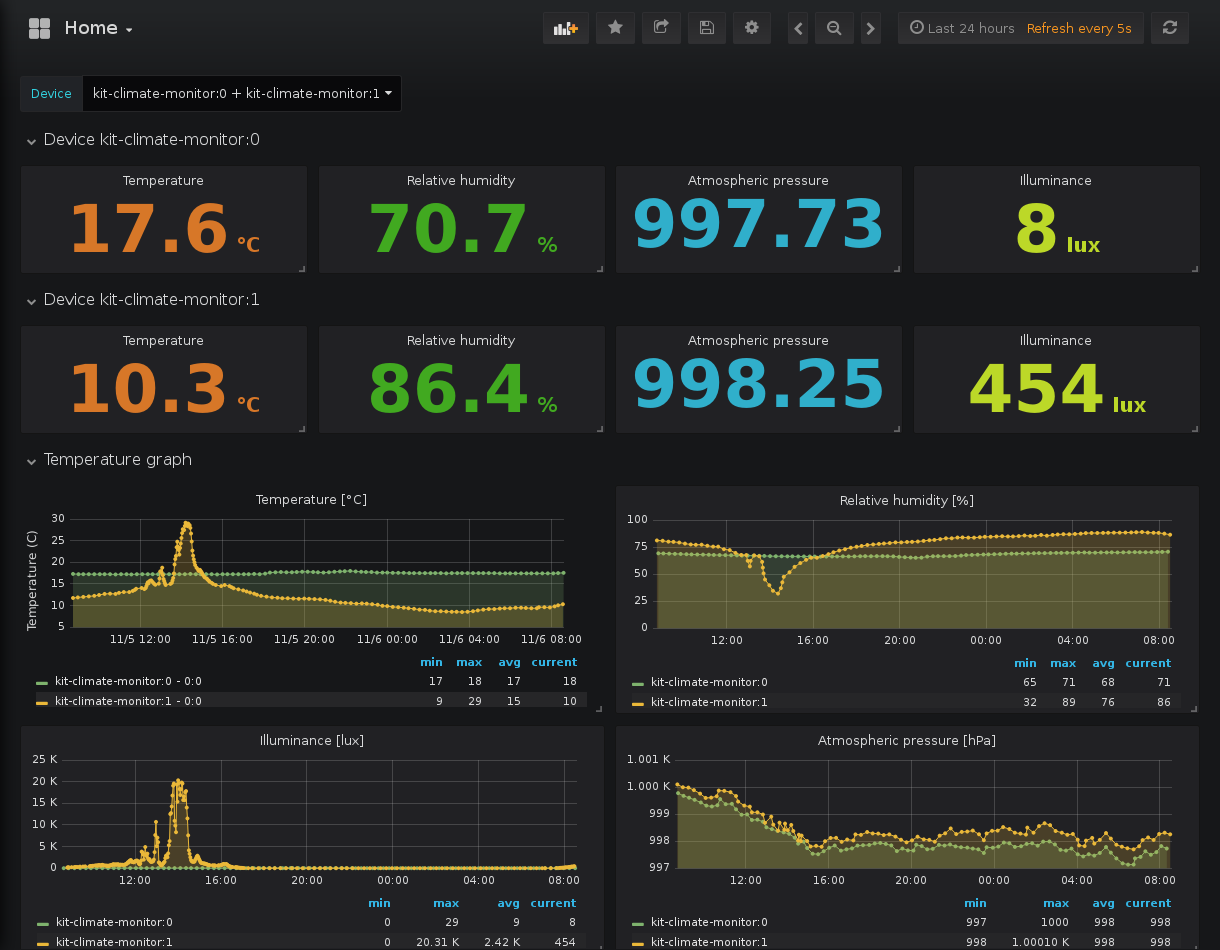 Home
Last 24 hours Refresh every 5s
Device kit-climate-monitor:0 + kit-climate-monitor:1
Device kit-climate-monitor:0
Temperature Relative humidity Atmospheric pressure Illuminance
17.6 °C 70.7 % 997.73 8 lux
Device kit-climate-monitor:1
Temperature Relative humidity Atmospheric pressure Illuminance
10.3 °C 86.4 % 998.25 454 lux
Temperature graph
Temperature [°C]
Temperature (C)
30
25
20
15
10
5
11/5 12:00 11/5 16:00 11/5 20:00 11/6 00:00 11/6 04:00 11/6 08:00
min max avg current
kit-climate-monitor:0 - 0:0 17 18 17 18
kit-climate-monitor:1 - 0:0 9 29 15 10
Relative humidity [%]
100
75
50
25
0
12:00 16:00 20:00 00:00 04:00 08:00
min max avg current
kit-climate-monitor:0 65 71 68 71
kit-climate-monitor:1 32 89 76 86
Illuminance [lux]
25 K
20 K
15 K
10 K
5 K
0
12:00 16:00 20:00 00:00 04:00 08:00
min max avg current
kit-climate-monitor:0 0 29 9 8
kit-climate-monitor:1 0 20.31 K 2.42 K 454
Atmospheric pressure [hPa]
1.001 K
1.000 K
999
998
997
12:00 16:00 20:00 00:00 04:00 08:00
min max avg current
kit-climate-monitor:0 997 1000 998 998
kit-climate-monitor:1 998 1.00010 K 998 998